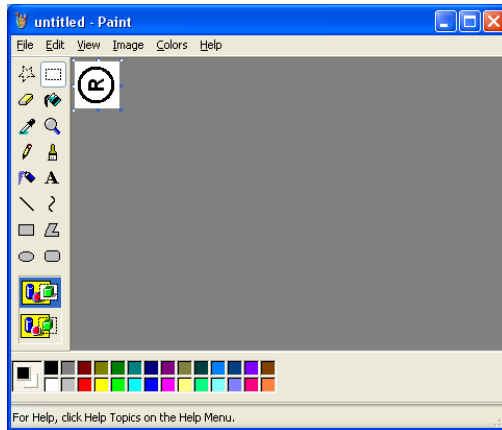 untitled - Paint
File Edit View Image Colors Help
R
A
For Help, click Help Topics on the Help Menu.